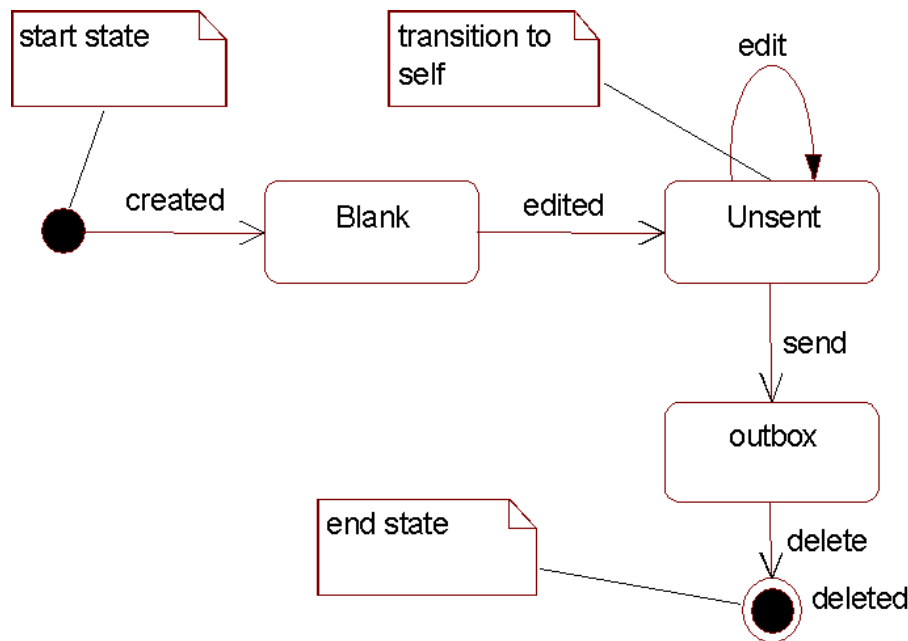 start state
transition to
self
edit
created
Blank
edited
Unsent
send
outbox
end state
delete
deleted